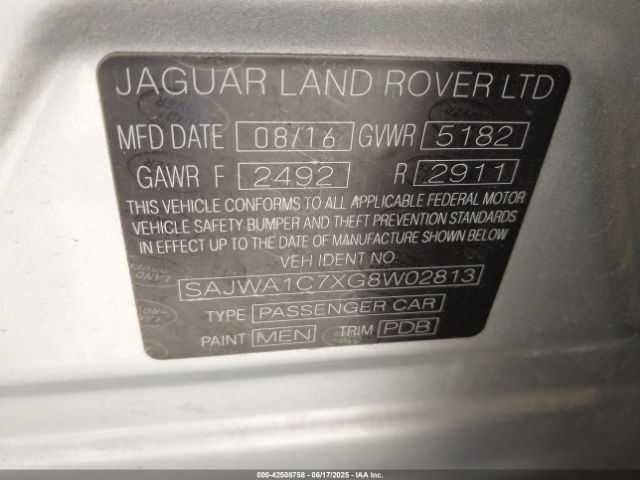 JAGUAR LAND ROVER LTD
MFD DATE 08/16 GVWR 5182
GAWR F 2492 R 2911
THIS VEHICLE CONFORMS TO ALL APPLICABLE FEDERAL MOTOR
VEHICLE SAFETY BUMPER AND THEFT PREVENTION STANDARDS
IN EFFECT UP TO THE DATE OF MANUFACTURE SHOWN BELOW
VEH IDENT NO.
SAJWA1C7XG8W02813
TYPE PASSENGER CAR
PAINT MEN TRIM PDB
000-42508758 - 06/17/2025 - IAA, Inc.